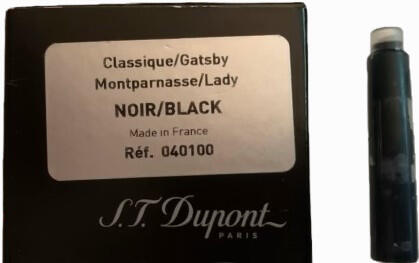 Classique/Gatsby
Montparnasse/Lady
NOIR/BLACK
Made in France
Réf. 040100
S.T. Dupont
PARIS